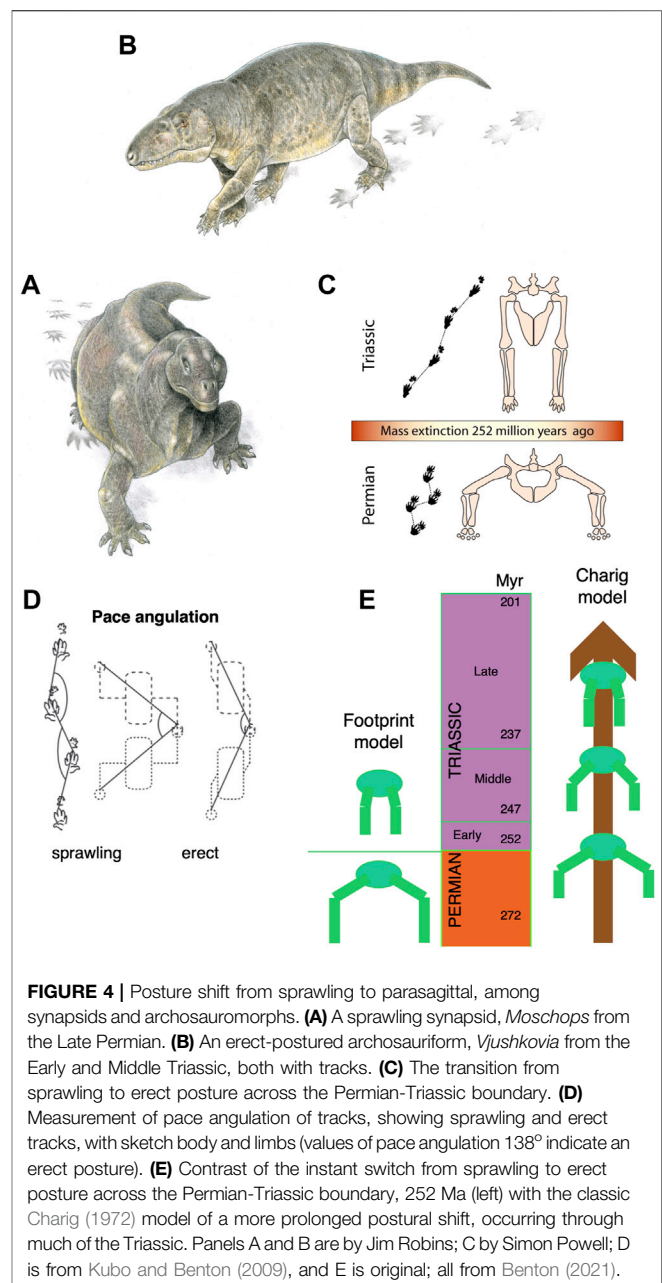 B
A
C
Triassic
Mass extinction 252 million years ago
Permian
D
Pace angulation
sprawling
erect
E
Footprint
model
Myr
201
Late
237
TRIASSIC
Middle
247
Early
252
PERMIAN
272
Charig
model
FIGURE 4 | Posture shift from sprawling to parasagittal, among
synapsids and archosauromorphs. (A) A sprawling synapsid, Moschops from
the Late Permian. (B) An erect-postured archosauriform, Vjushkovia from the
Early and Middle Triassic, both with tracks. (C) The transition from
sprawling to erect posture across the Permian-Triassic boundary. (D)
Measurement of pace angulation of tracks, showing sprawling and erect
tracks, with sketch body and limbs (values of pace angulation 138° indicate an
erect posture). (E) Contrast of the instant switch from sprawling to erect
posture across the Permian-Triassic boundary, 252 Ma (left) with the classic
Charig (1972) model of a more prolonged postural shift, occurring through
much of the Triassic. Panels A and B are by Jim Robins; C by Simon Powell; D
is from Kubo and Benton (2009), and E is original; all from Benton (2021).